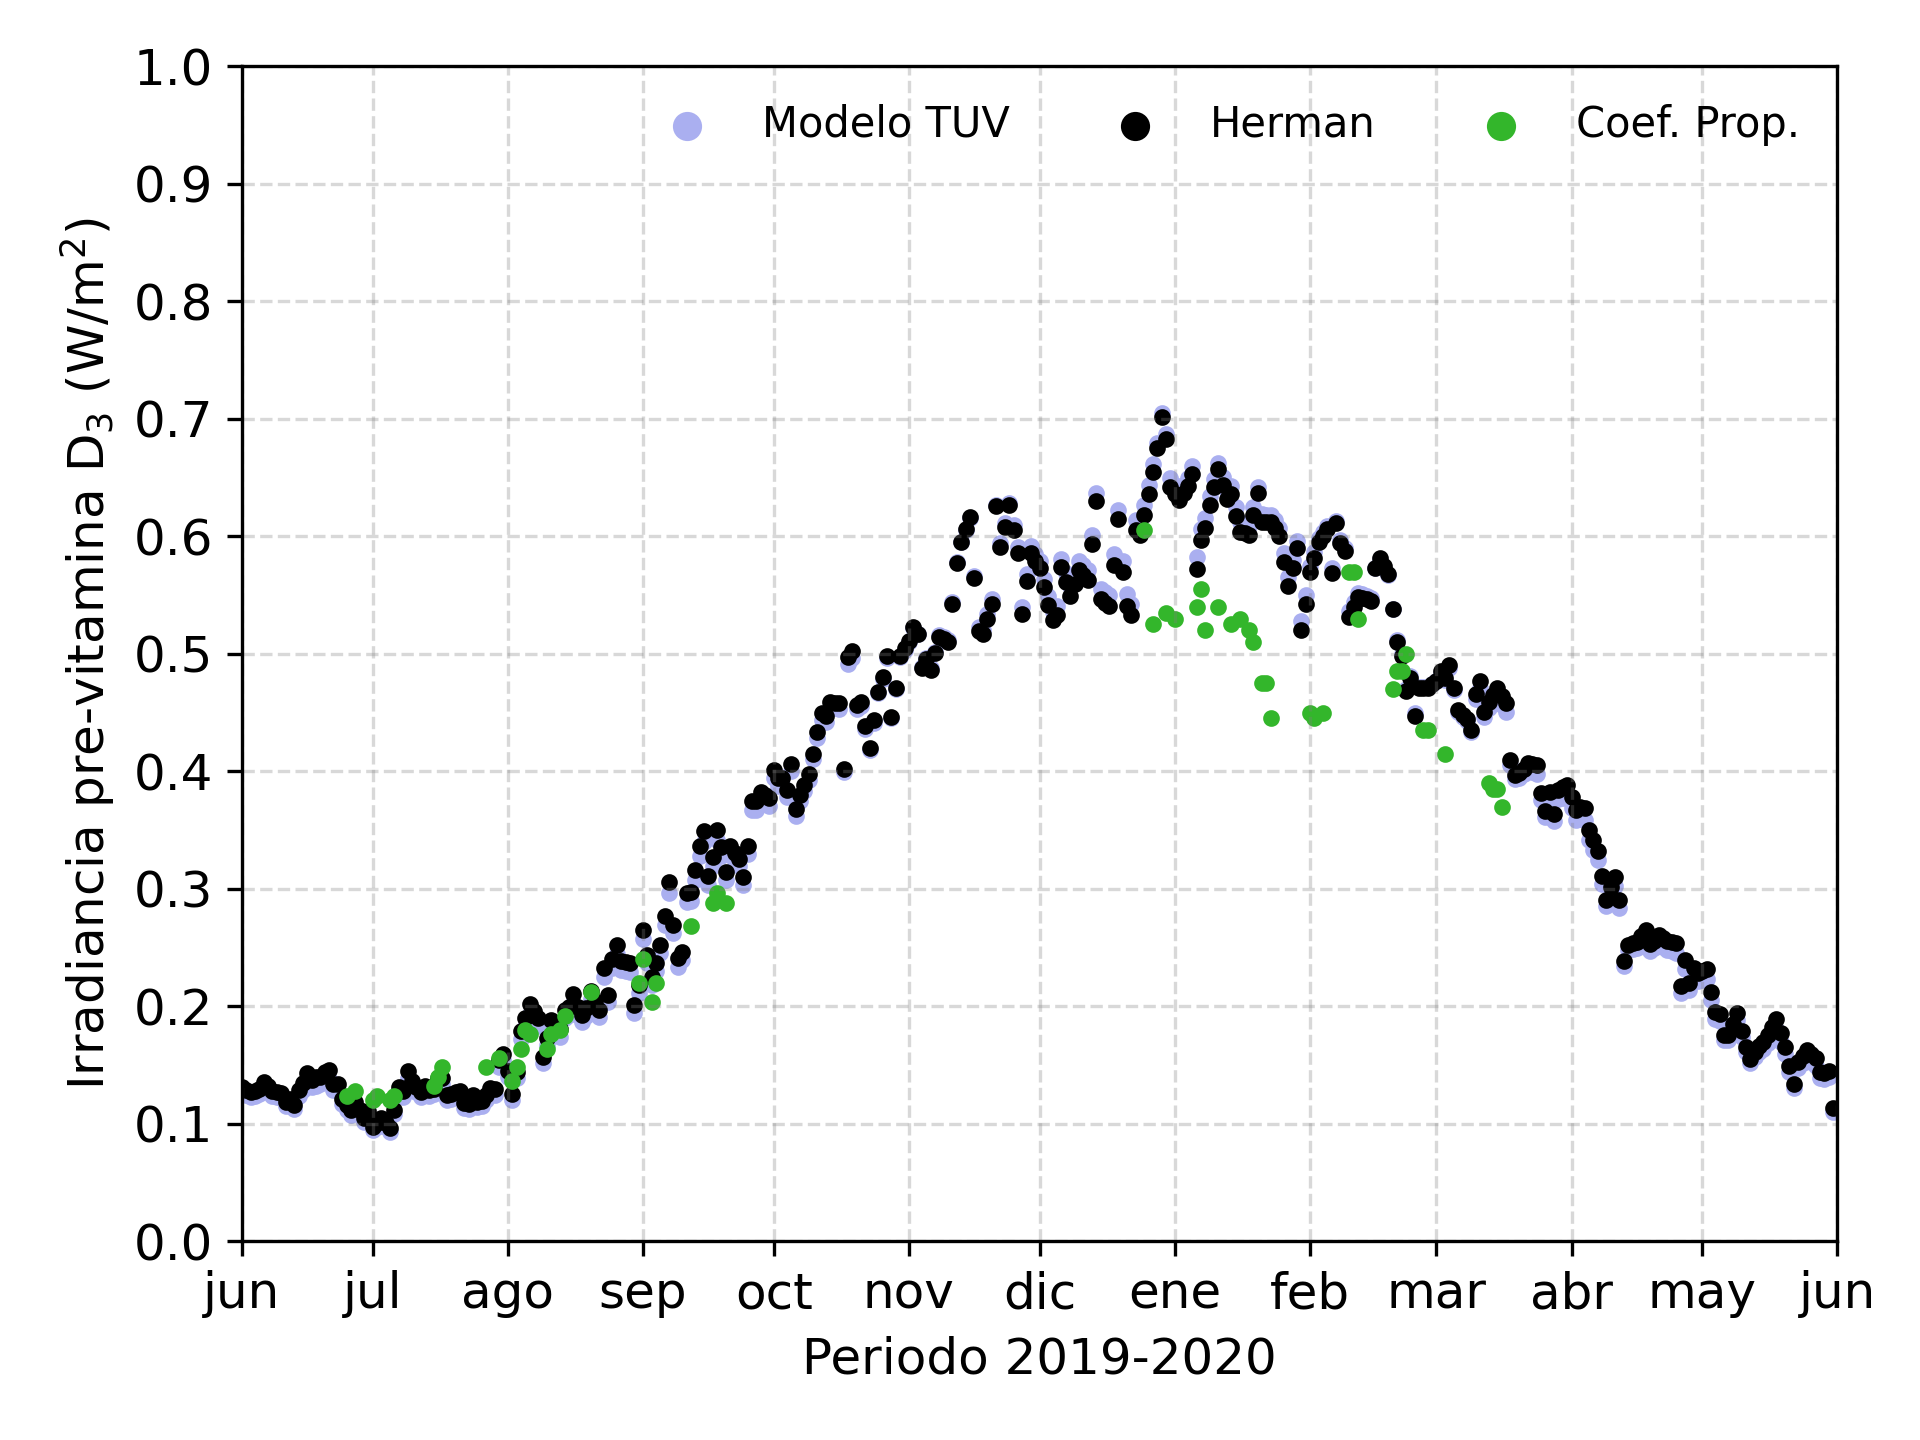 Modelo TUV Herman Coef. Prop.
Irradiancia pre-vitamina D₃ (W/m²)
1.0
0.9
0.8
0.7
0.6
0.5
0.4
0.3
0.2
0.1
0.0
jun jul ago sep oct nov dic ene feb mar abr may jun
Periodo 2019-2020